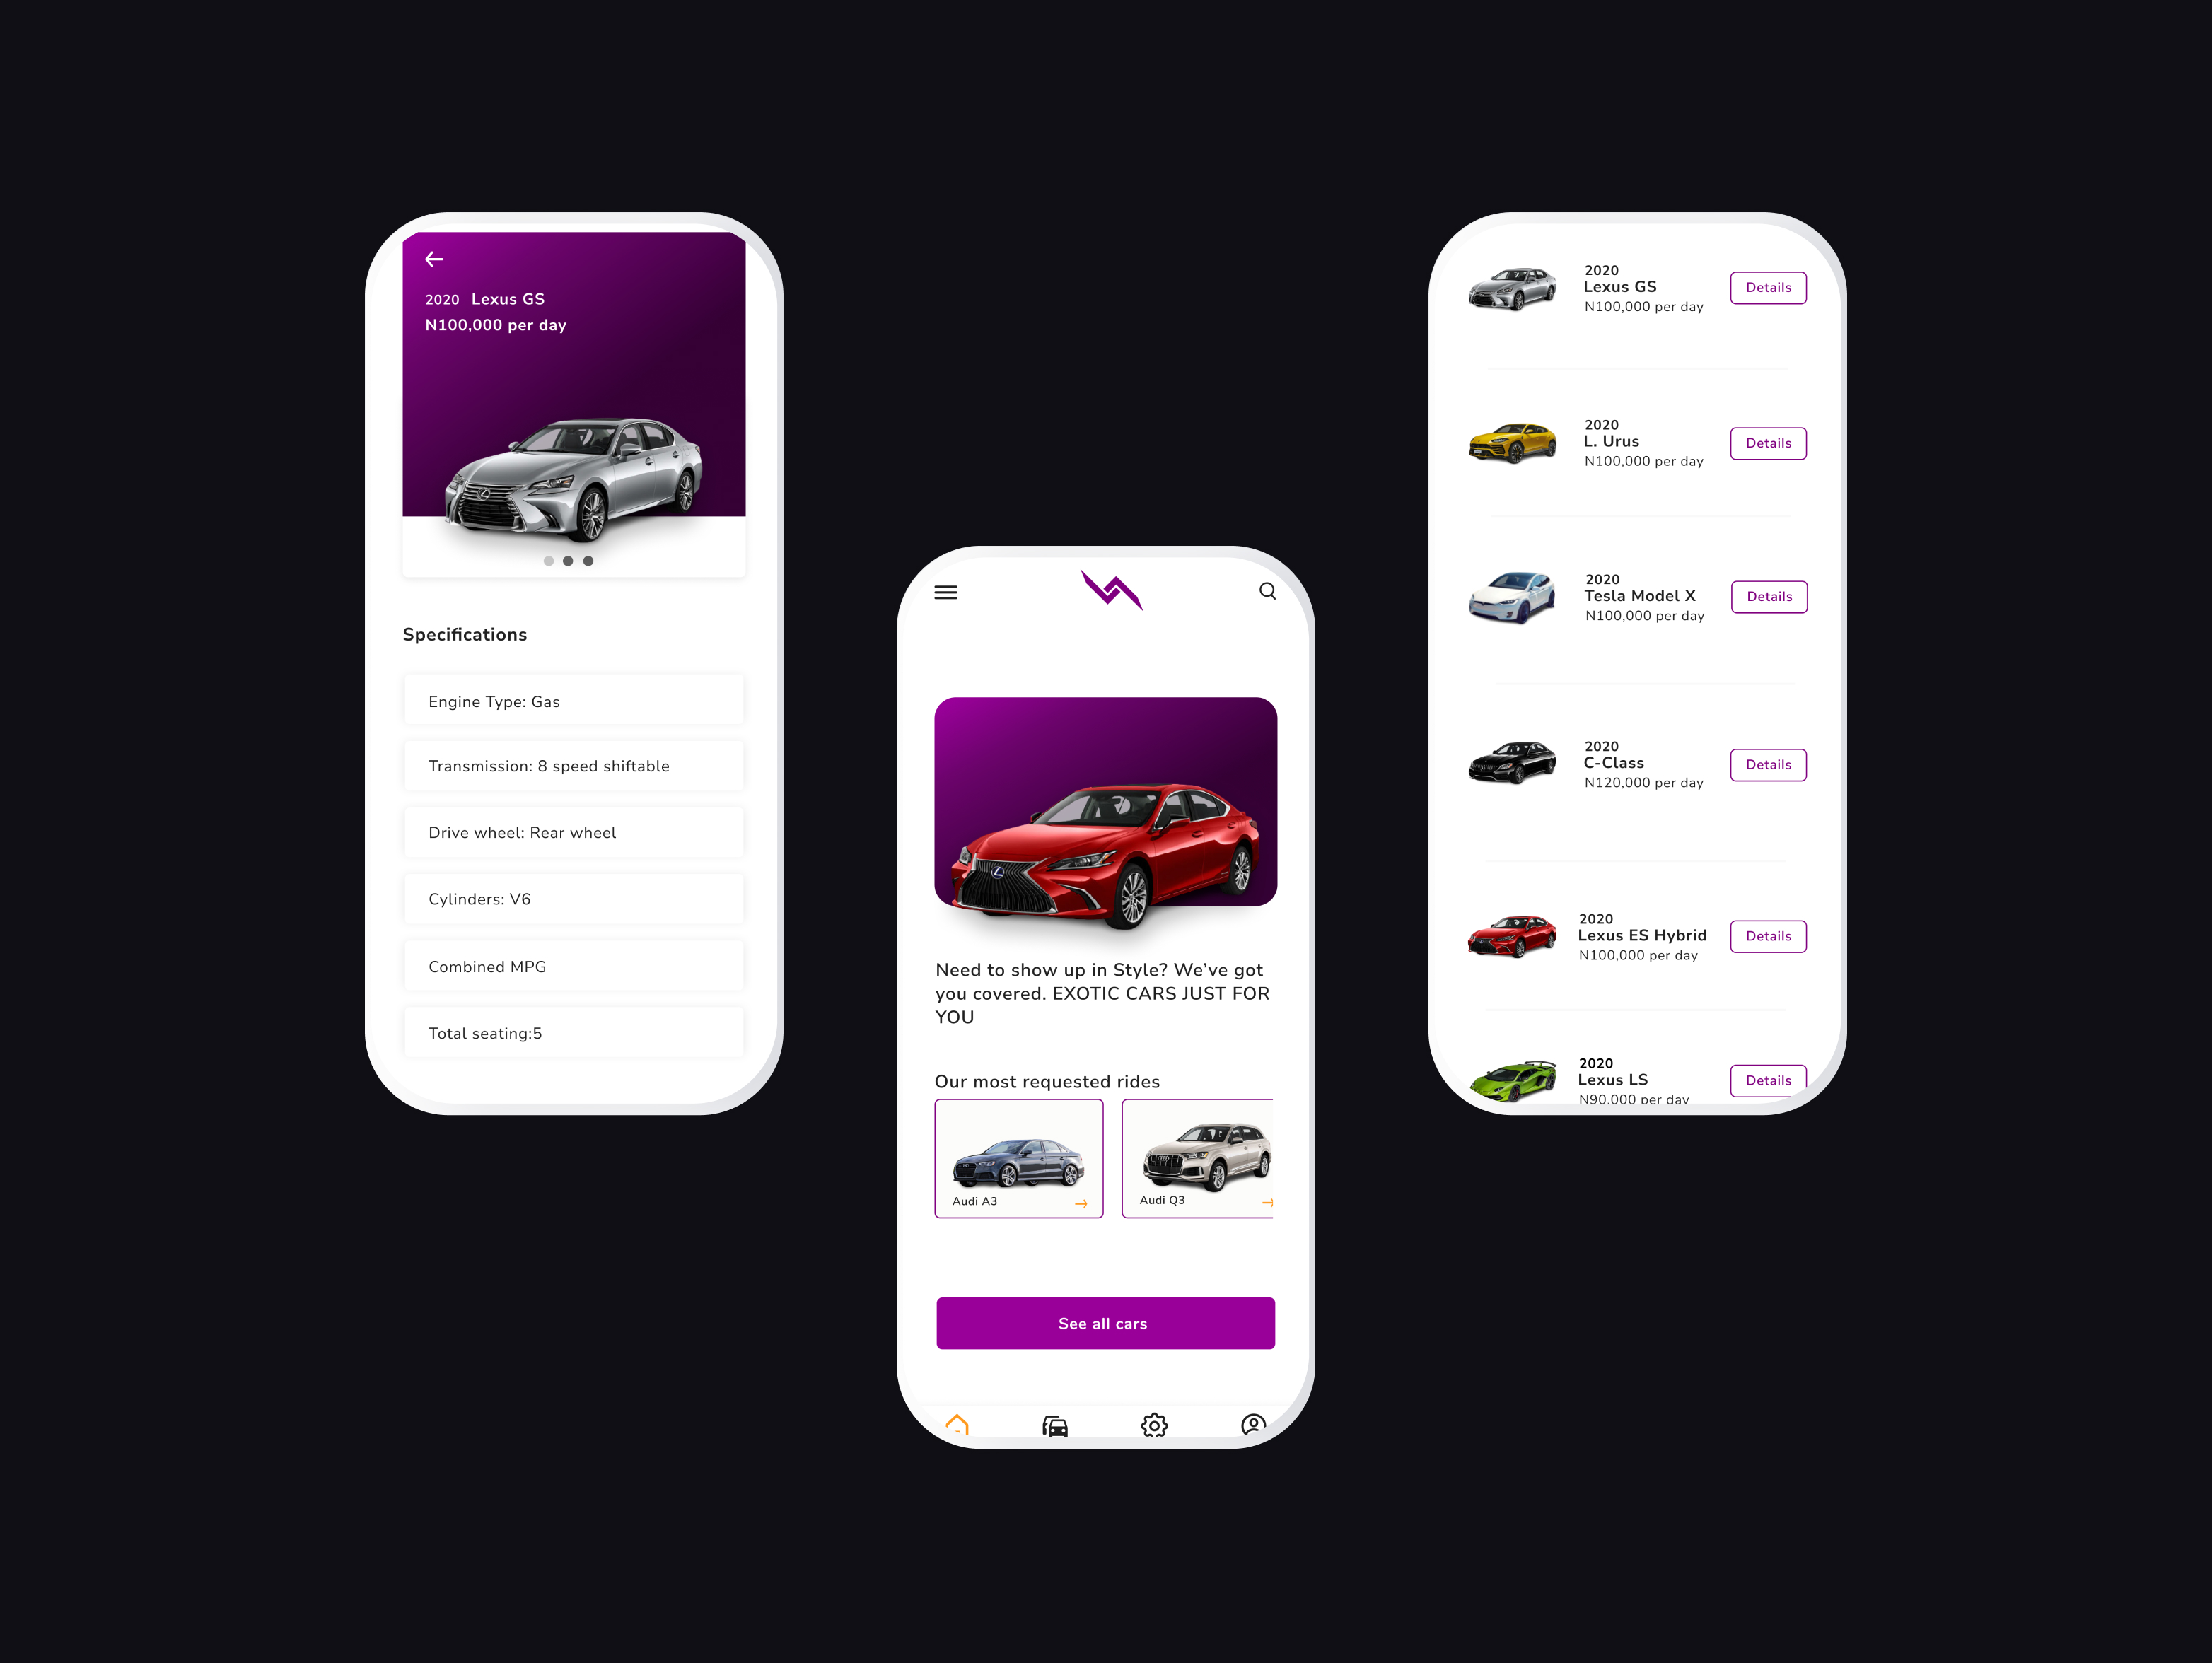 2020 Lexus GS
N100,000 per day
Specifications
Engine Type: Gas
Transmission: 8 speed shiftable
Drive wheel: Rear wheel
Cylinders: V6
Combined MPG
Total seating:5
Need to show up in Style? We’ve got
you covered. EXOTIC CARS JUST FOR
YOU
Our most requested rides
Audi A3
Audi Q3
See all cars
2020
Lexus GS
N100,000 per day
Details
2020
L. Urus
N100,000 per day
Details
2020
Tesla Model X
N100,000 per day
Details
2020
C-Class
N120,000 per day
Details
2020
Lexus ES Hybrid
N100,000 per day
Details
2020
Lexus LS
N90,000 per day
Details